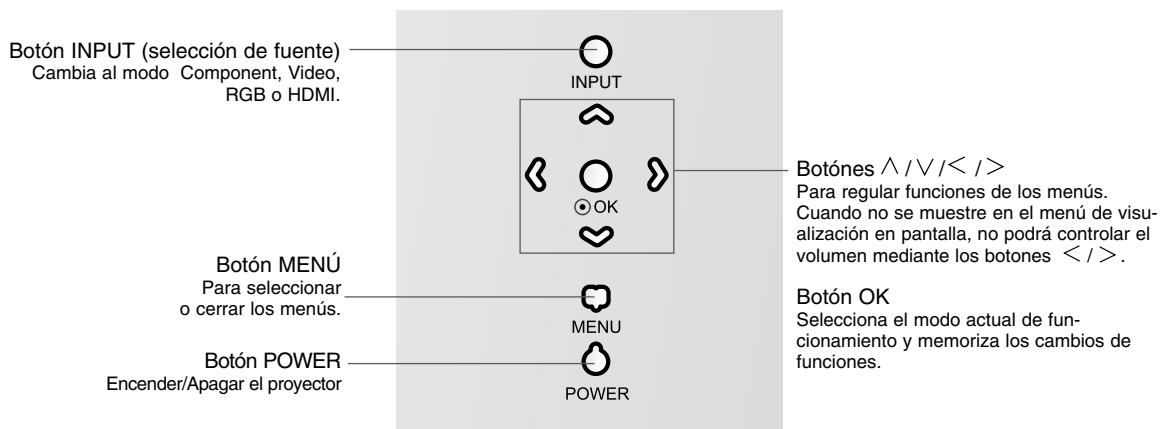 Botón INPUT (selección de fuente)
Cambia al modo Component, Video,
RGB o HDMI.
INPUT
⊙OK
Botónes ∧ / ∨ / < / >
Para regular funciones de los menús.
Cuando no se muestre en el menú de visu-
alización en pantalla, no podrá controlar el
volumen mediante los botones < / > .
Botón OK
Selecciona el modo actual de fun-
cionamiento y memoriza los cambios de
funciones.
Botón MENÚ
Para seleccionar
o cerrar los menús.
MENU
Botón POWER
Encender/Apagar el proyector
POWER